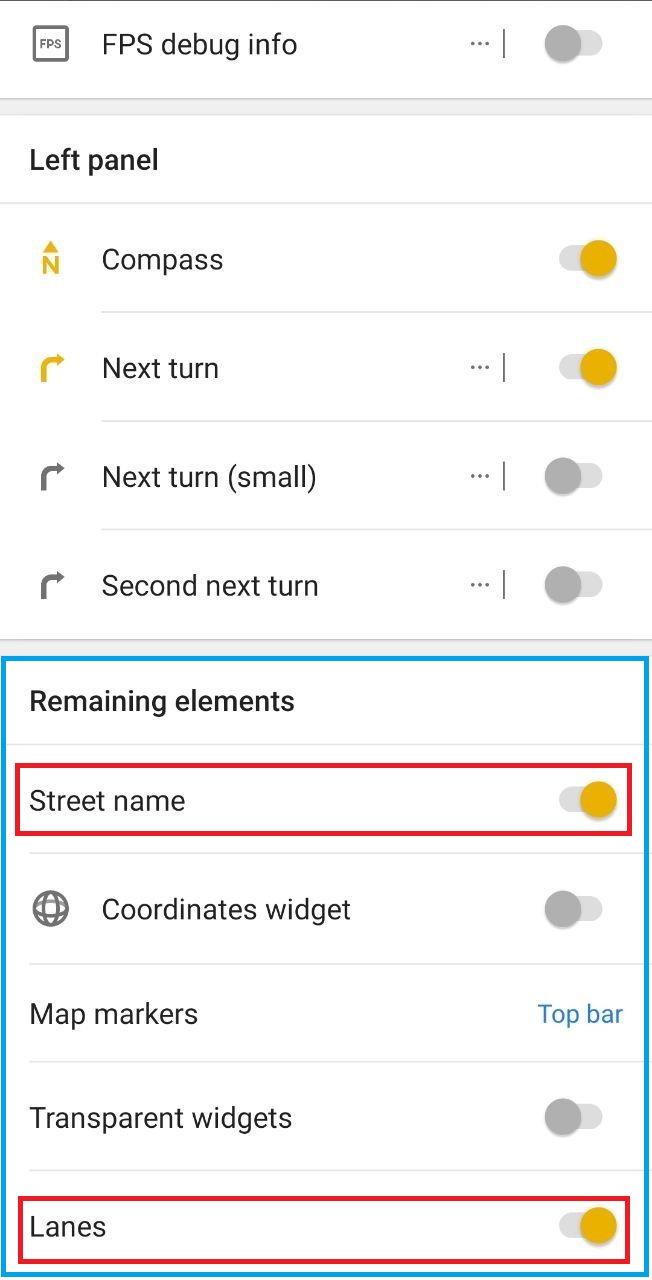 FPS FPS debug info
Left panel
N Compass
Next turn
Next turn (small)
Second next turn
Remaining elements
Street name
Coordinates widget
Map markers Top bar
Transparent widgets
Lanes